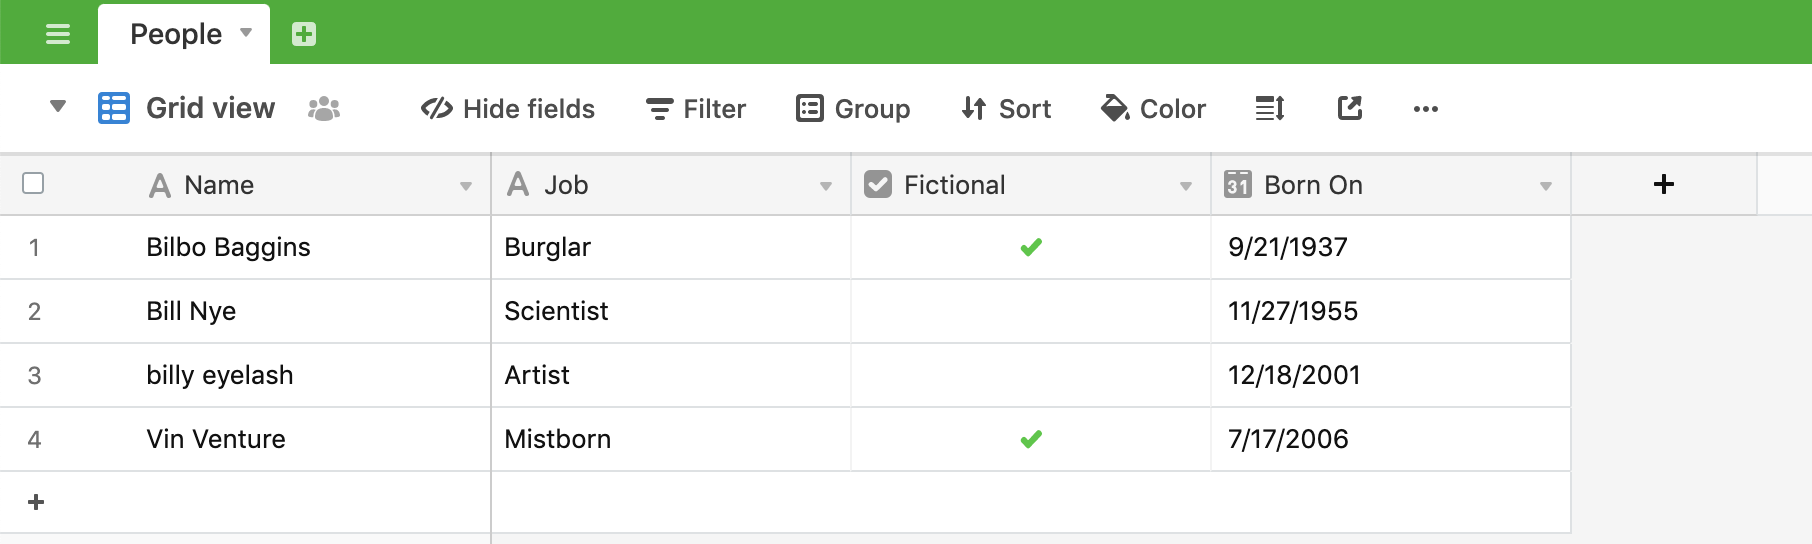 People
Grid view Hide fields Filter Group Sort Color
Name Job Fictional 31 Born On
1 Bilbo Baggins Burglar 9/21/1937
2 Bill Nye Scientist 11/27/1955
3 billy eyelash Artist 12/18/2001
4 Vin Venture Mistborn 7/17/2006